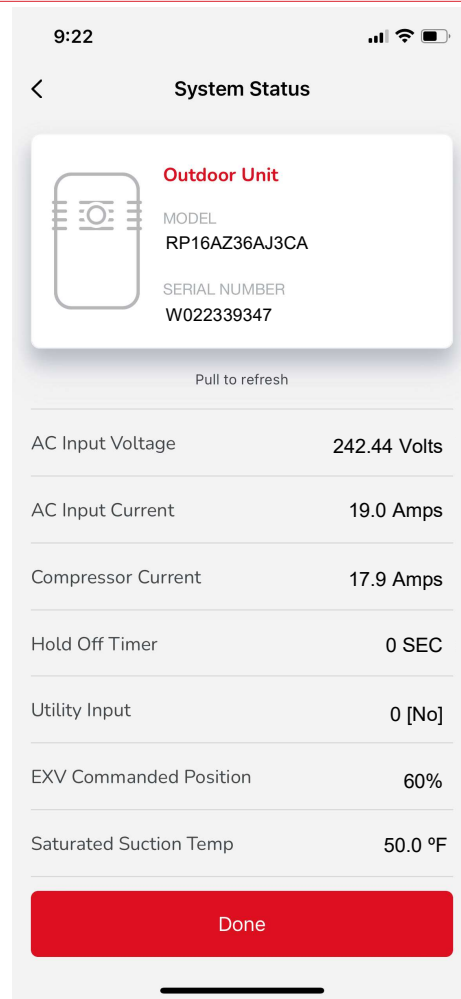 9:22
System Status
Outdoor Unit
MODEL
RP16AZ36AJ3CA
SERIAL NUMBER
W022339347
Pull to refresh
AC Input Voltage 242.44 Volts
AC Input Current 19.0 Amps
Compressor Current 17.9 Amps
Hold Off Timer 0 SEC
Utility Input 0 [No]
EXV Commanded Position 60%
Saturated Suction Temp 50.0 ºF
Done